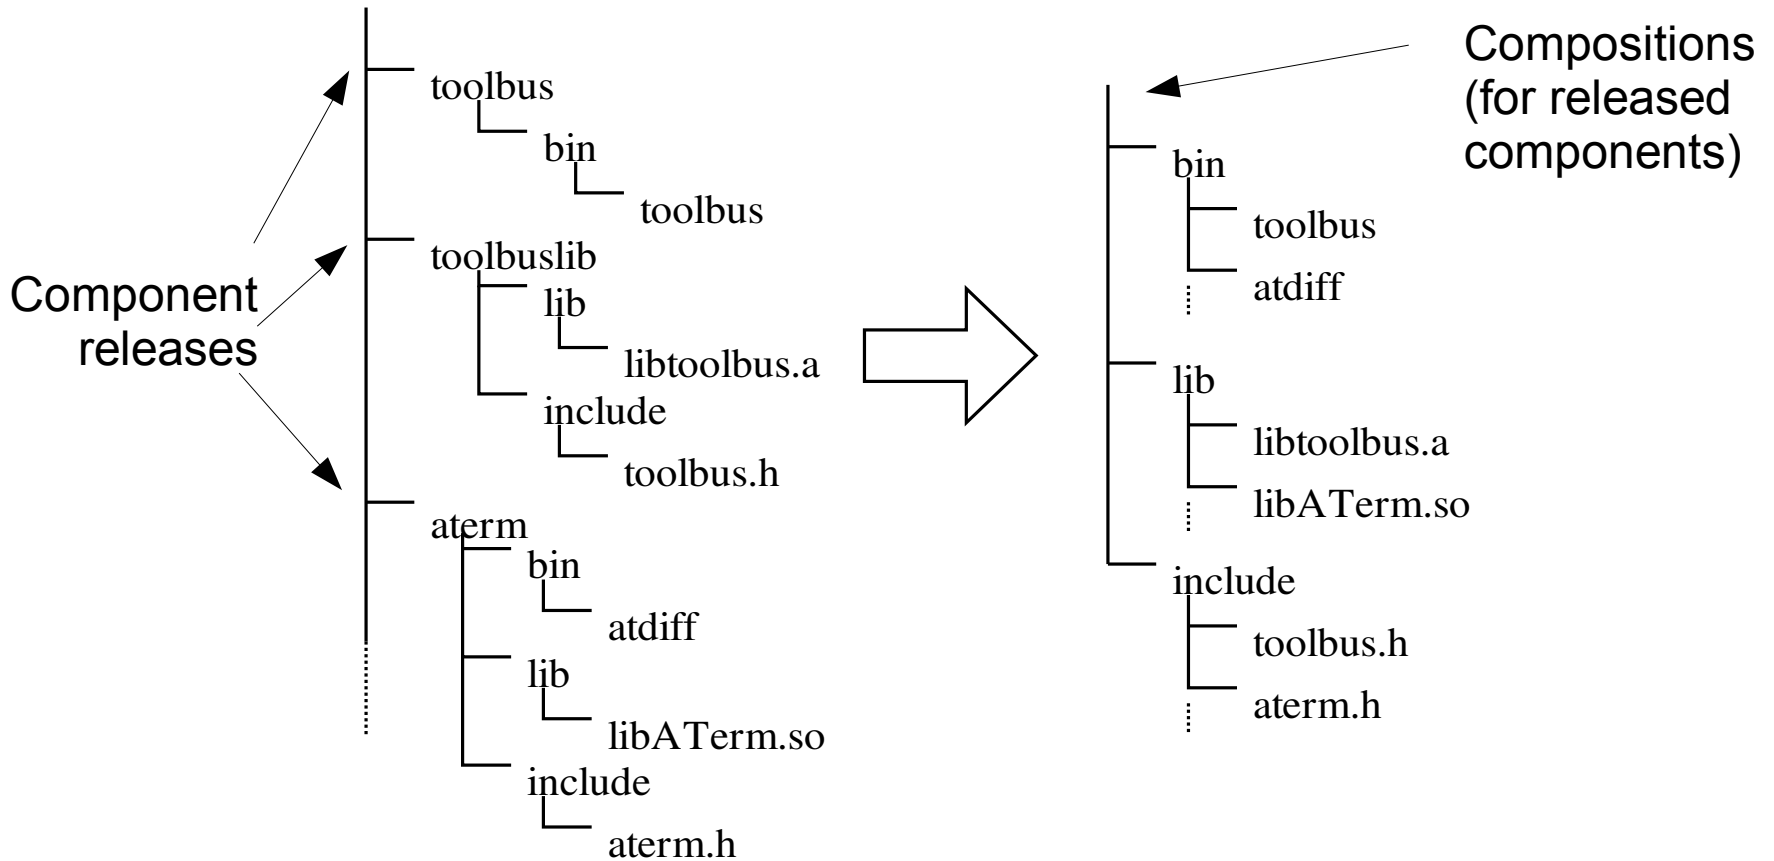 Component
releases
toolbus
bin
toolbus
toolbuslib
lib
libtoolbus.a
include
toolbus.h
aterm
bin
atdiff
lib
libATerm.so
include
aterm.h
Compositions
(for released
components)
bin
toolbus
atdiff
lib
libtoolbus.a
libATerm.so
include
toolbus.h
aterm.h